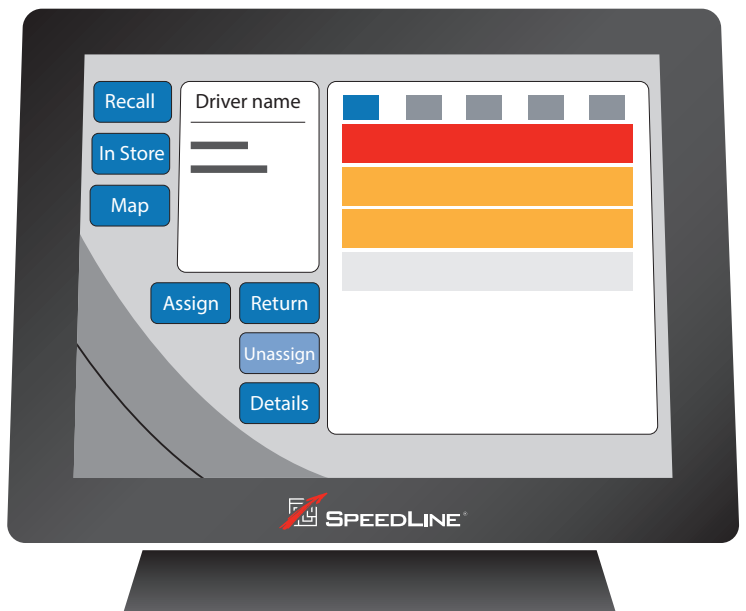 Recall
Driver name
In Store
Map
Assign
Return
Unassign
Details
SPEEDLINE®